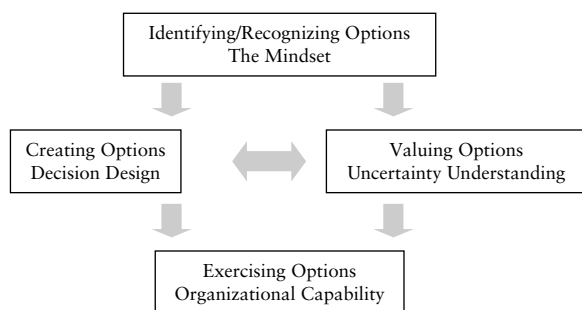 Identifying/Recognizing Options
The Mindset
Creating Options
Decision Design
Valuing Options
Uncertainty Understanding
Exercising Options
Organizational Capability